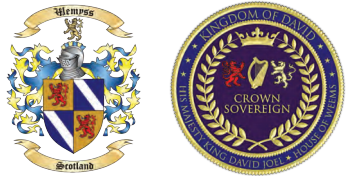 Wemyss
Scotland
KINGDOM OF DAVID
CROWN
SOVEREIGN
HIS MAJESTY KING DAVID JOEL ★ HOUSE OF WEEMS